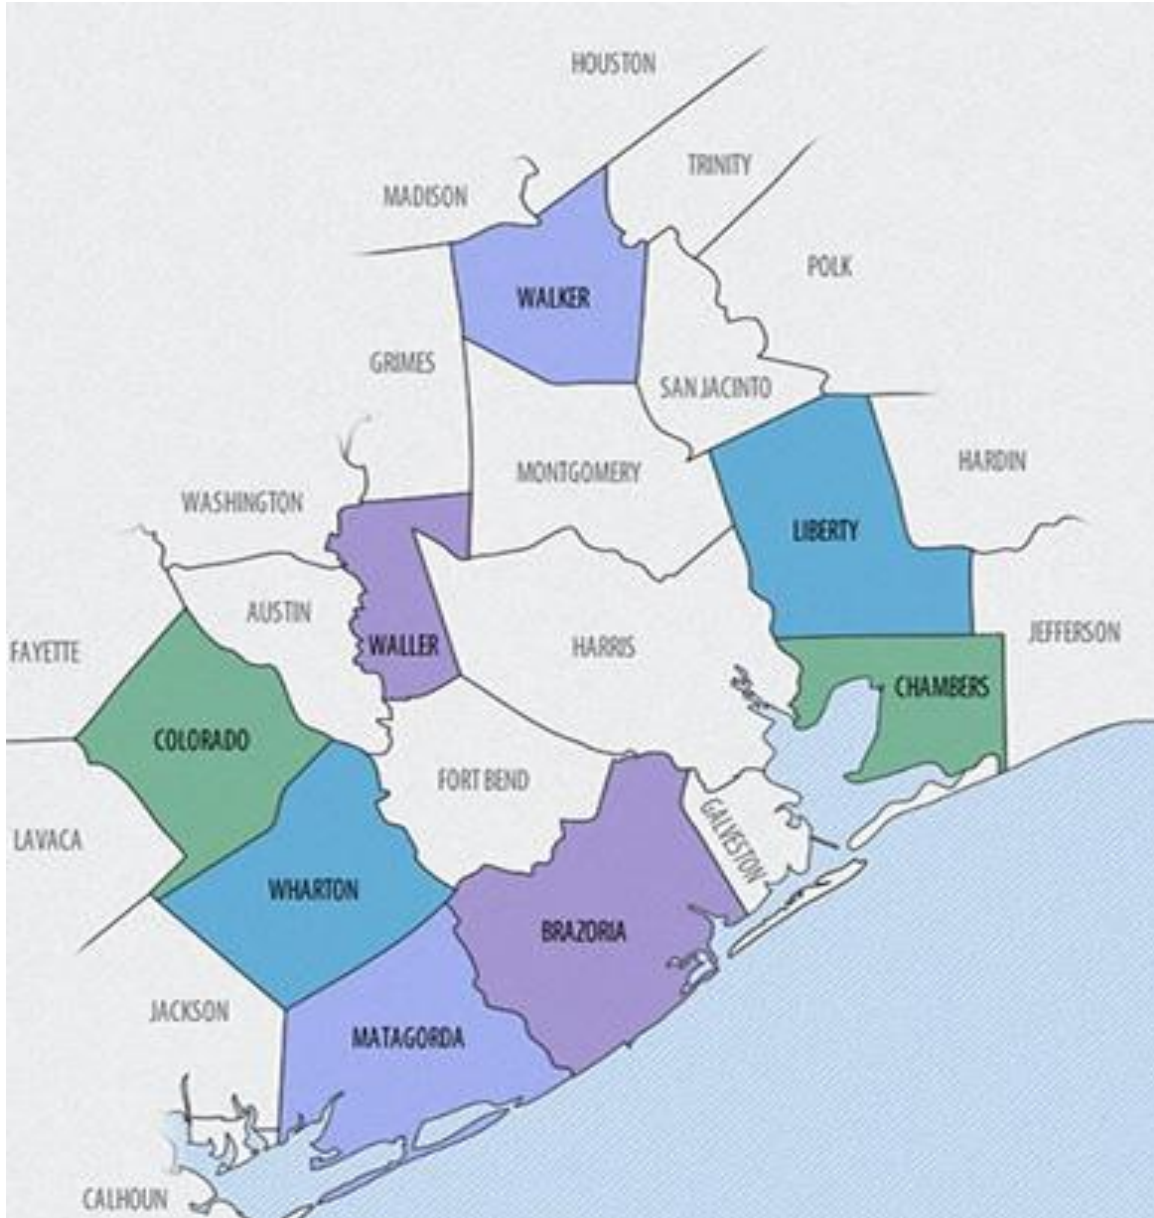 HOUSTON
TRINITY
MADISON
POLK
WALKER
GRIMES
SAN JACINTO
HARDIN
MONTGOMERY
WASHINGTON
LIBERTY
AUSTIN
JEFFERSON
WALLER
HARRIS
FAYETTE
CHAMBERS
COLORADO
FORT BEND
LAVACA
GALVESTON
WHARTON
BRAZORIA
JACKSON
MATAGORDA
CALHOUN